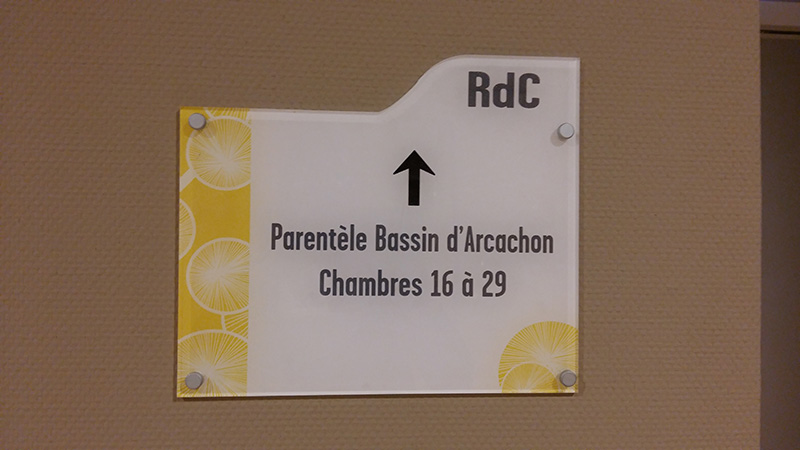 RdC
Parentèle Bassin d'Arcachon
Chambres 16 à 29